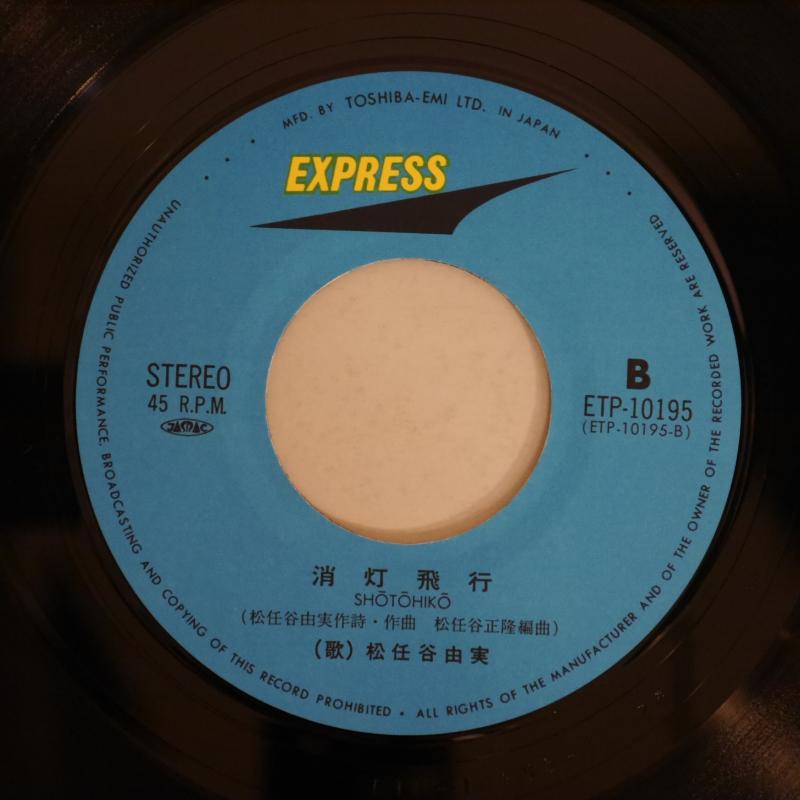 MFD. BY TOSHIBA-EMI LTD. IN JAPAN
EXPRESS
STEREO
45 R.P.M.
JASRAC
B
ETP-10195
(ETP-10195-B)
消灯飛行
SHŌTŌHIKŌ
(松任谷由実作詩・作曲 松任谷正隆編曲)
(歌)松任谷由実
UNAUTHORIZED PUBLIC PERFORMANCE, BROADCASTING AND COPYING OF THIS RECORD PROHIBITED • ALL RIGHTS OF THE MANUFACTURER AND OF THE OWNER OF THE RECORDED WORK ARE RESERVED